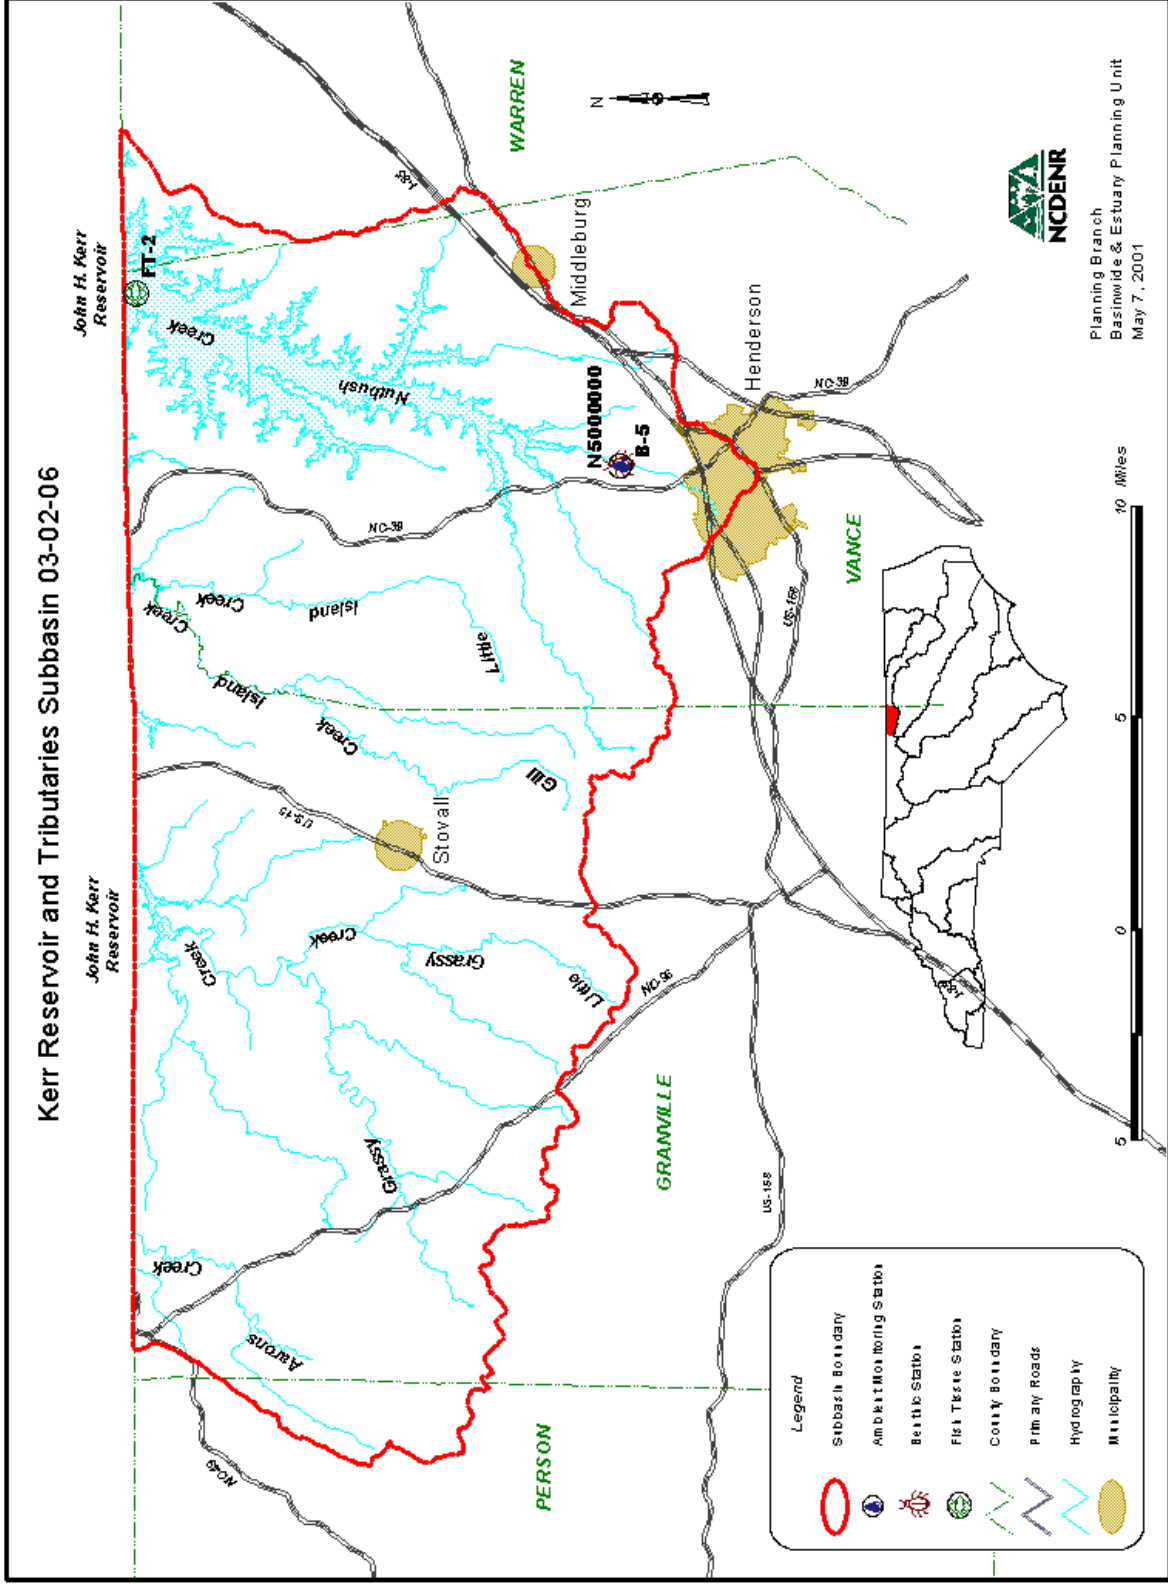 Kerr Reservoir and Tributaries Subbasin 03-02-06
John H. Kerr
Reservoir
John H. Kerr
Reservoir
FT-2
Creek
Nutbush
I-85
WARREN
N
Middleburg
N5000000
B-5
Henderson
NC-39
NC-39
Creek
Creek
Island
Island
Little
Creek
Gill
US-15
Stovall
VANCE
US-158
Creek
Creek
Grassy
Little
Grassy
NC-96
GRANVILLE
US-158
Creek
Aarons
NC-49
PERSON
I-85
NCDENR
Planning Branch
Basinwide & Estuary Planning Unit
May 7, 2001
5 0 5 10 Miles
Legend
Subbasin Boundary
Ambient Monitoring Station
Benthic Station
Fish Tissue Station
County Boundary
Primary Roads
Hydrography
Municipality